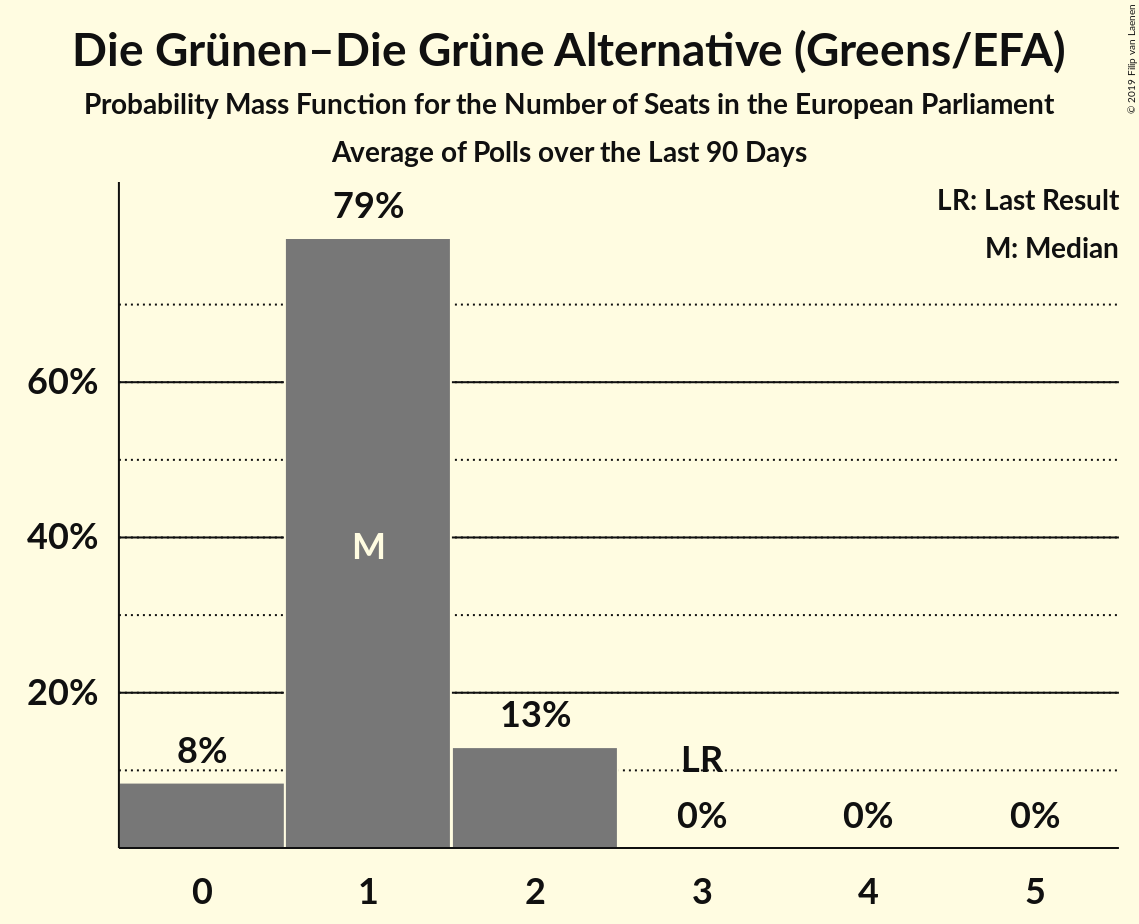 Die Grünen–Die Grüne Alternative (Greens/EFA)
Probability Mass Function for the Number of Seats in the European Parliament
Average of Polls over the Last 90 Days
© 2019 Filip van Laenen
LR: Last Result
M: Median
79%
60%
40%
M
20%
13%
8%
LR
0% 0% 0%
0 1 2 3 4 5